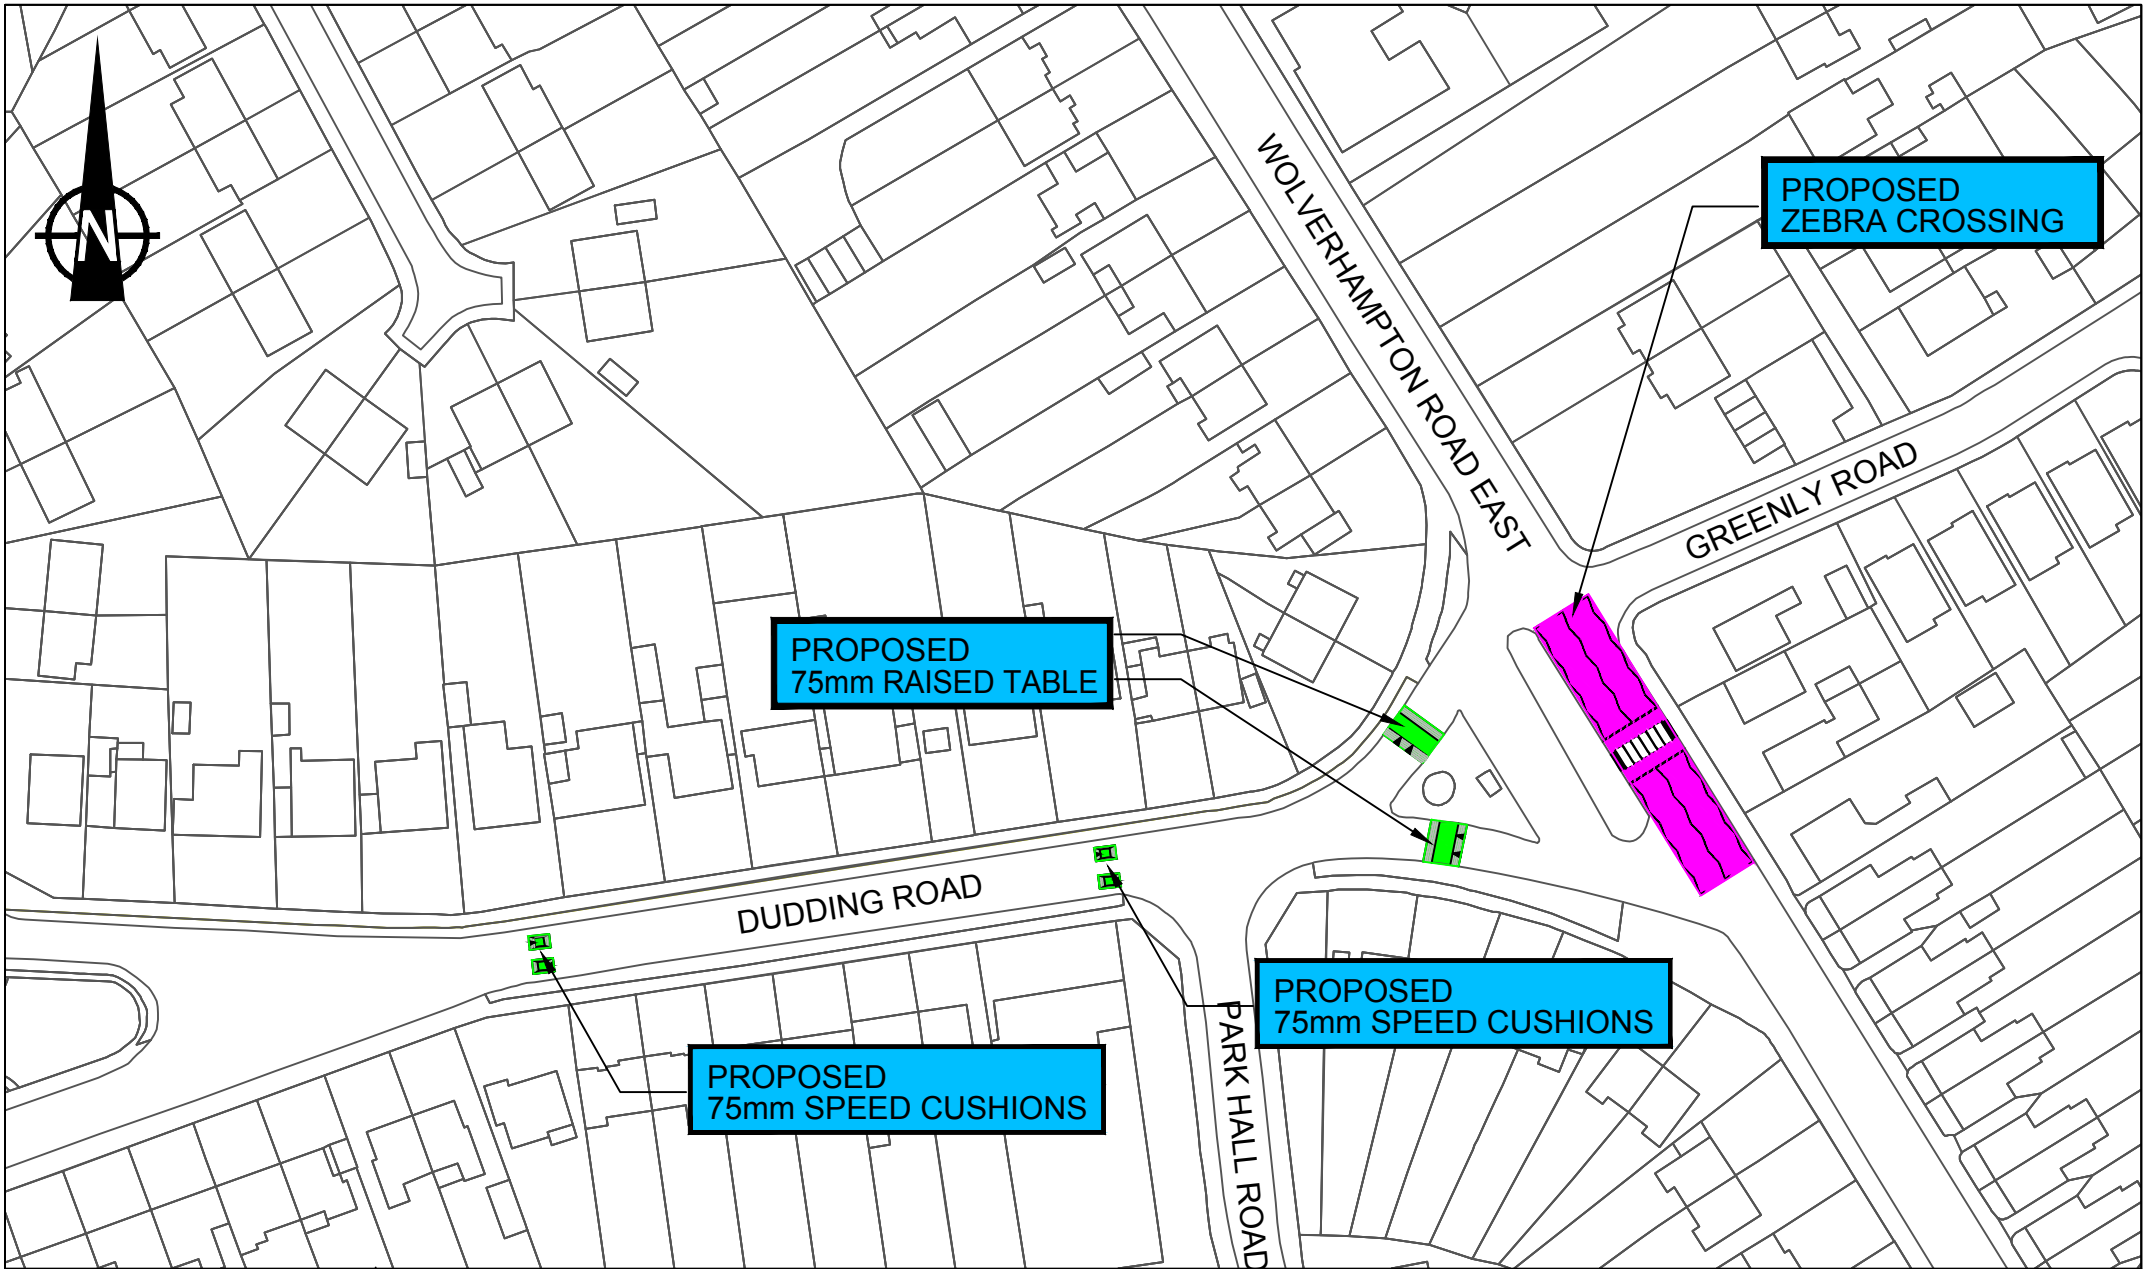 N
WOLVERHAMPTON ROAD EAST
PROPOSED
ZEBRA CROSSING
GREENLY ROAD
PROPOSED
75mm RAISED TABLE
DUDDING ROAD
PROPOSED
75mm SPEED CUSHIONS
PARK HALL ROAD
PROPOSED
75mm SPEED CUSHIONS